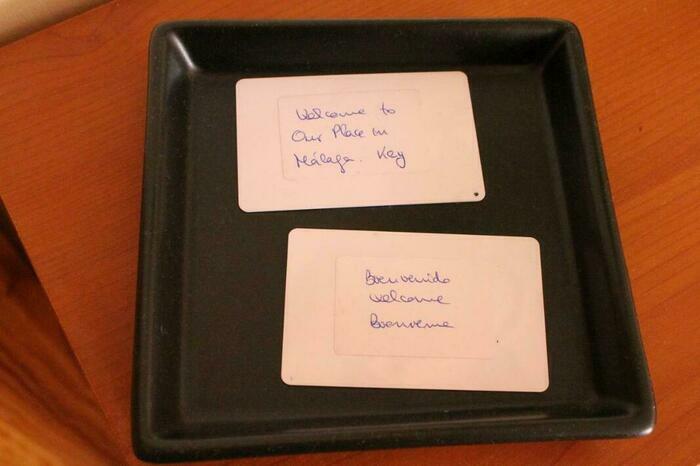 Welcome to
Our Place in
Málaga. Key
Bienvenido
Welcome
Bienvenue